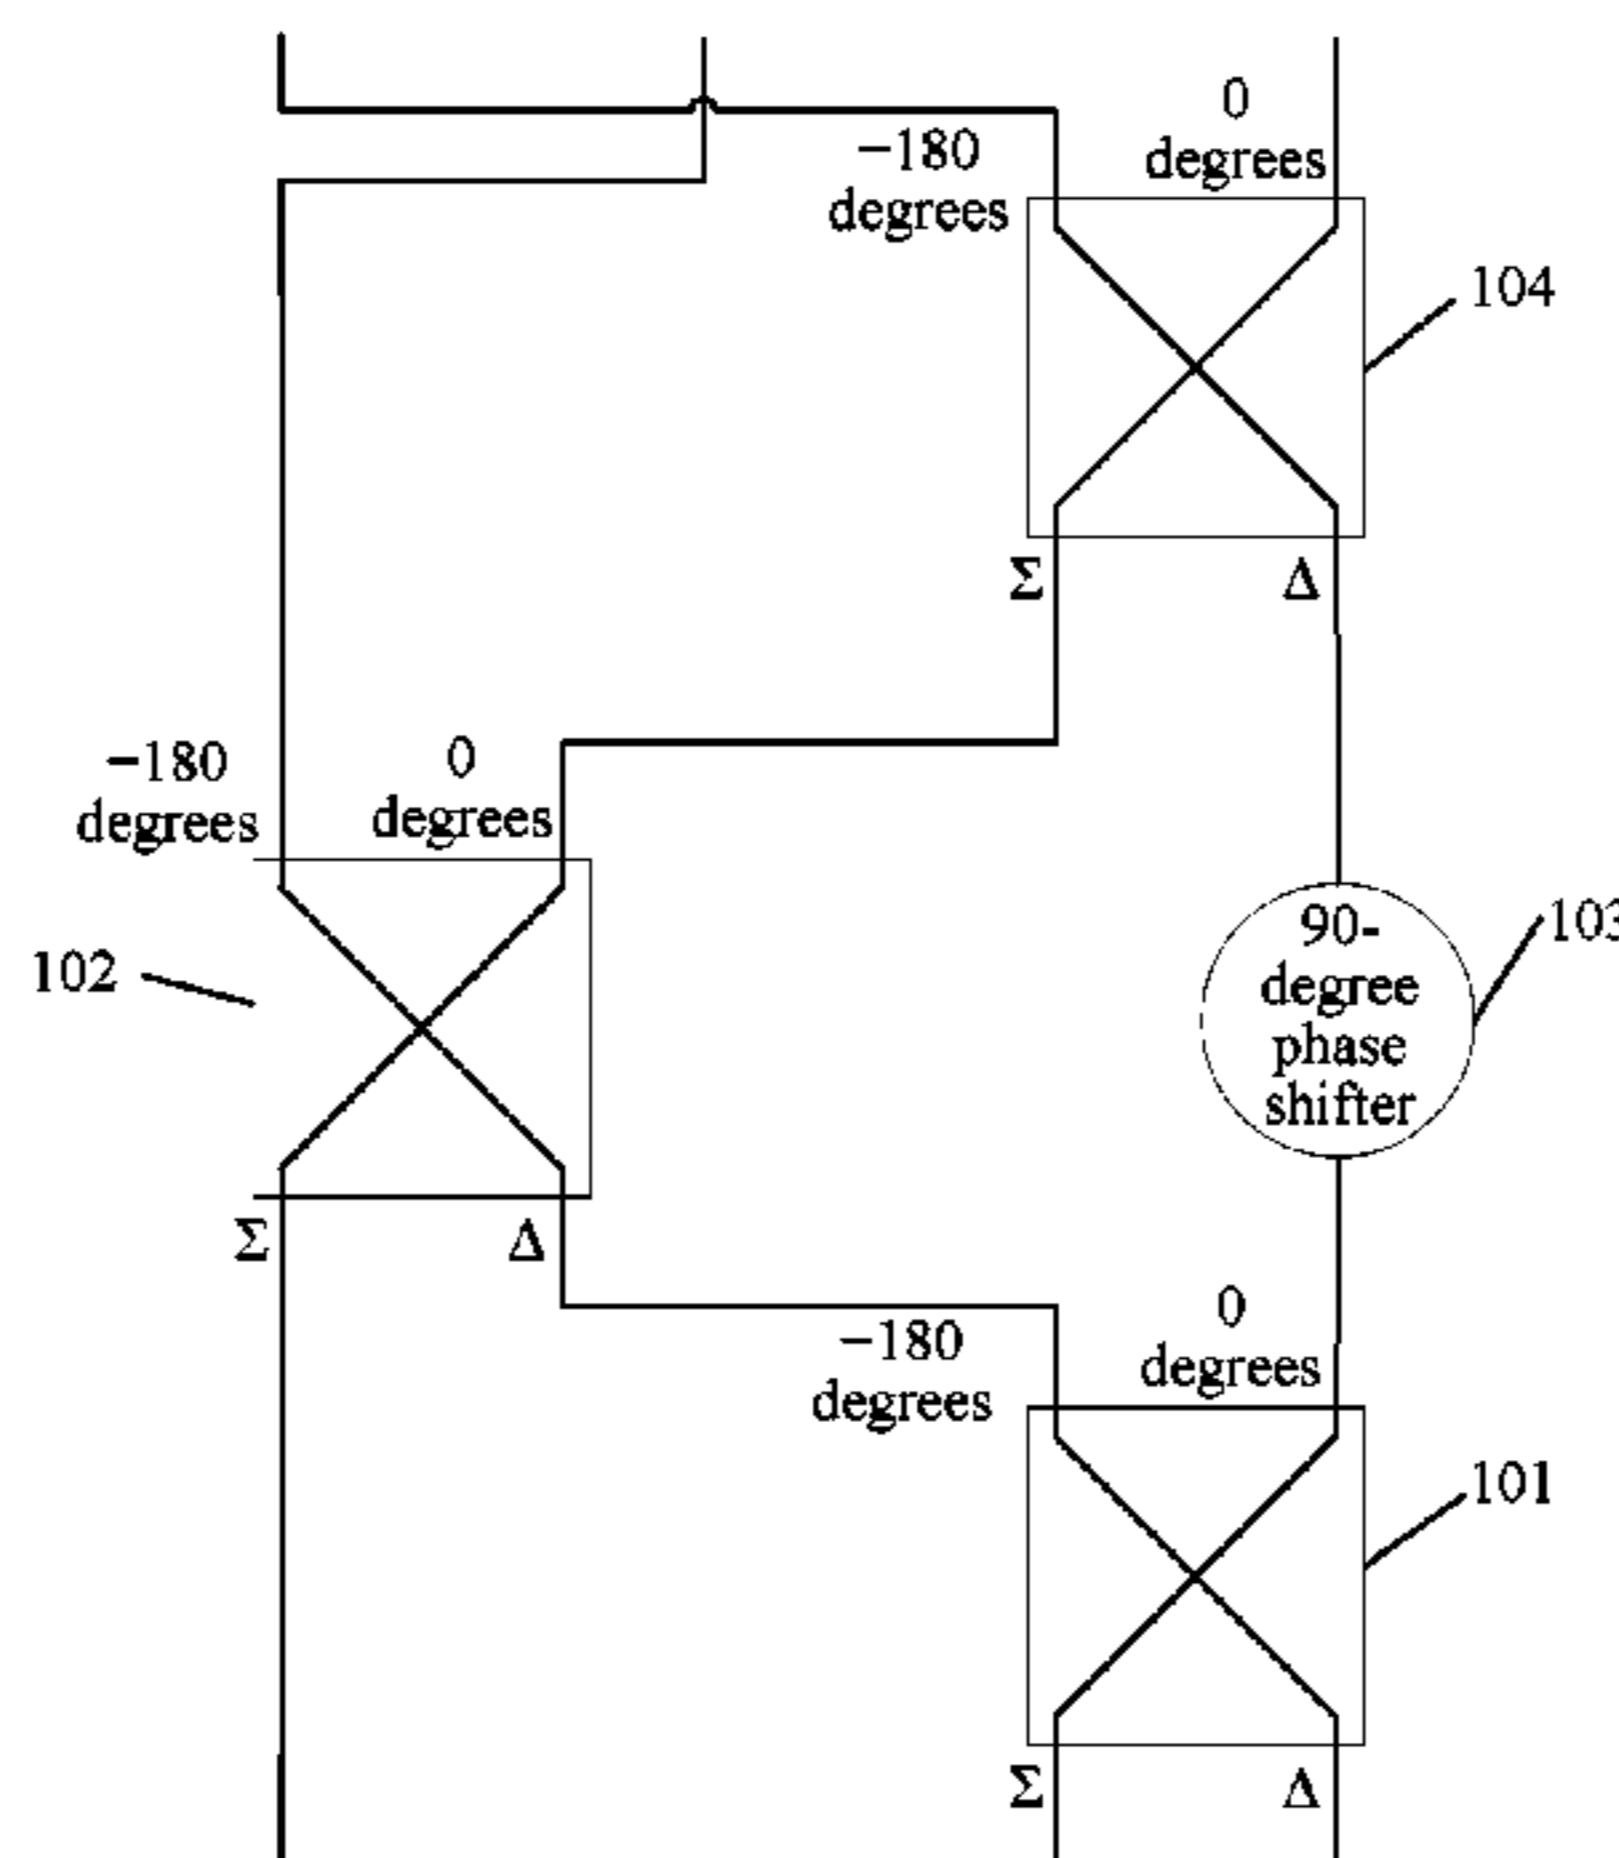 0
degrees
−180
degrees
104
Σ
Δ
−180
degrees
0
degrees
102
90-
degree
phase
shifter
103
Σ
Δ
−180
degrees
0
degrees
101
Σ
Δ